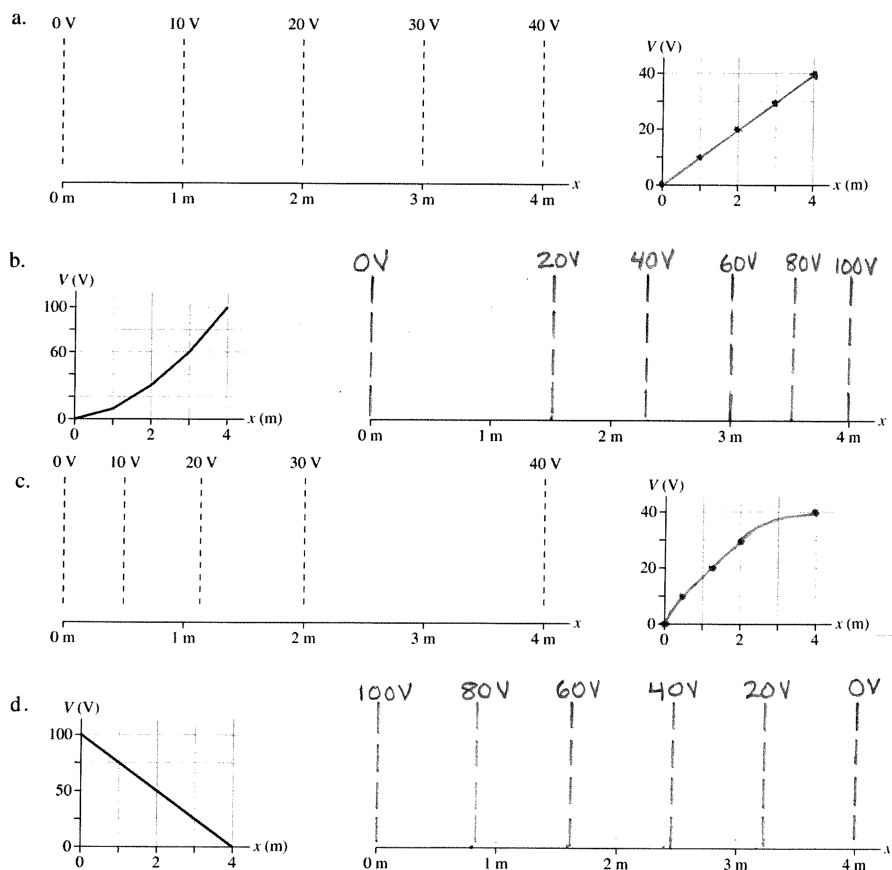 a.
0 V 10 V 20 V 30 V 40 V
0 m 1 m 2 m 3 m 4 m x
V (V)
40
20
0
0 2 4 x (m)
b.
V (V)
100
60
0
0 2 4 x (m)
0V 20V 40V 60V 80V 100V
0 m 1 m 2 m 3 m 4 m x
c.
0 V 10 V 20 V 30 V 40 V
0 m 1 m 2 m 3 m 4 m x
V (V)
40
20
0
0 2 4 x (m)
d.
V (V)
100
50
0
0 2 4 x (m)
100V 80V 60V 40V 20V 0V
0 m 1 m 2 m 3 m 4 m x